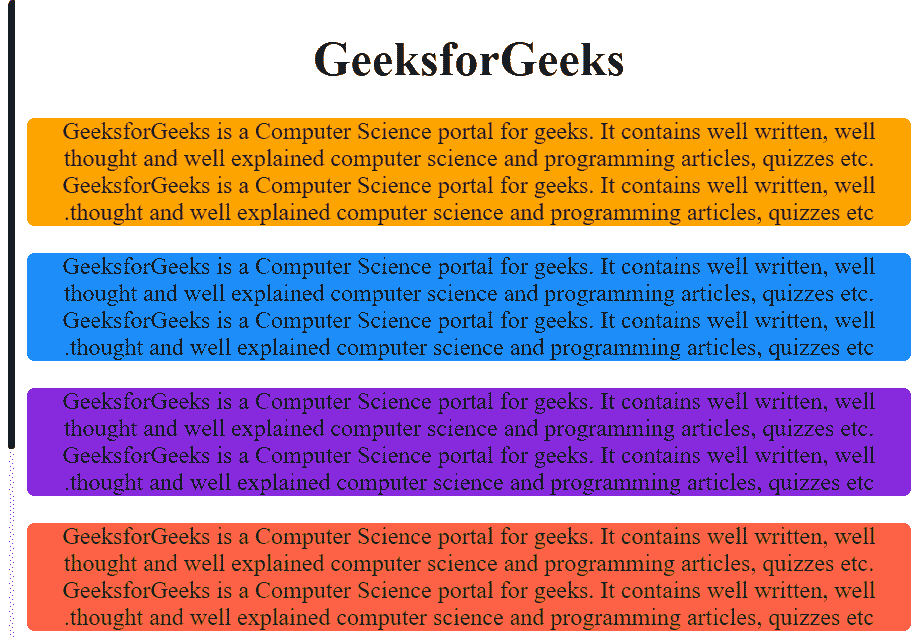 GeeksforGeeks
GeeksforGeeks is a Computer Science portal for geeks. It contains well written, well
thought and well explained computer science and programming articles, quizzes etc.
GeeksforGeeks is a Computer Science portal for geeks. It contains well written, well
.thought and well explained computer science and programming articles, quizzes etc
GeeksforGeeks is a Computer Science portal for geeks. It contains well written, well
thought and well explained computer science and programming articles, quizzes etc.
GeeksforGeeks is a Computer Science portal for geeks. It contains well written, well
.thought and well explained computer science and programming articles, quizzes etc
GeeksforGeeks is a Computer Science portal for geeks. It contains well written, well
thought and well explained computer science and programming articles, quizzes etc.
GeeksforGeeks is a Computer Science portal for geeks. It contains well written, well
.thought and well explained computer science and programming articles, quizzes etc
GeeksforGeeks is a Computer Science portal for geeks. It contains well written, well
thought and well explained computer science and programming articles, quizzes etc.
GeeksforGeeks is a Computer Science portal for geeks. It contains well written, well
.thought and well explained computer science and programming articles, quizzes etc